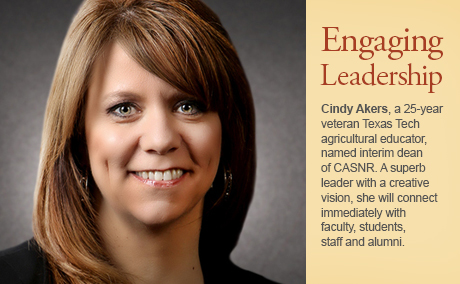 Engaging
Leadership
Cindy Akers, a 25-year
veteran Texas Tech
agricultural educator,
named interim dean
of CASNR. A superb
leader with a creative
vision, she will connect
immediately with
faculty, students,
staff and alumni.